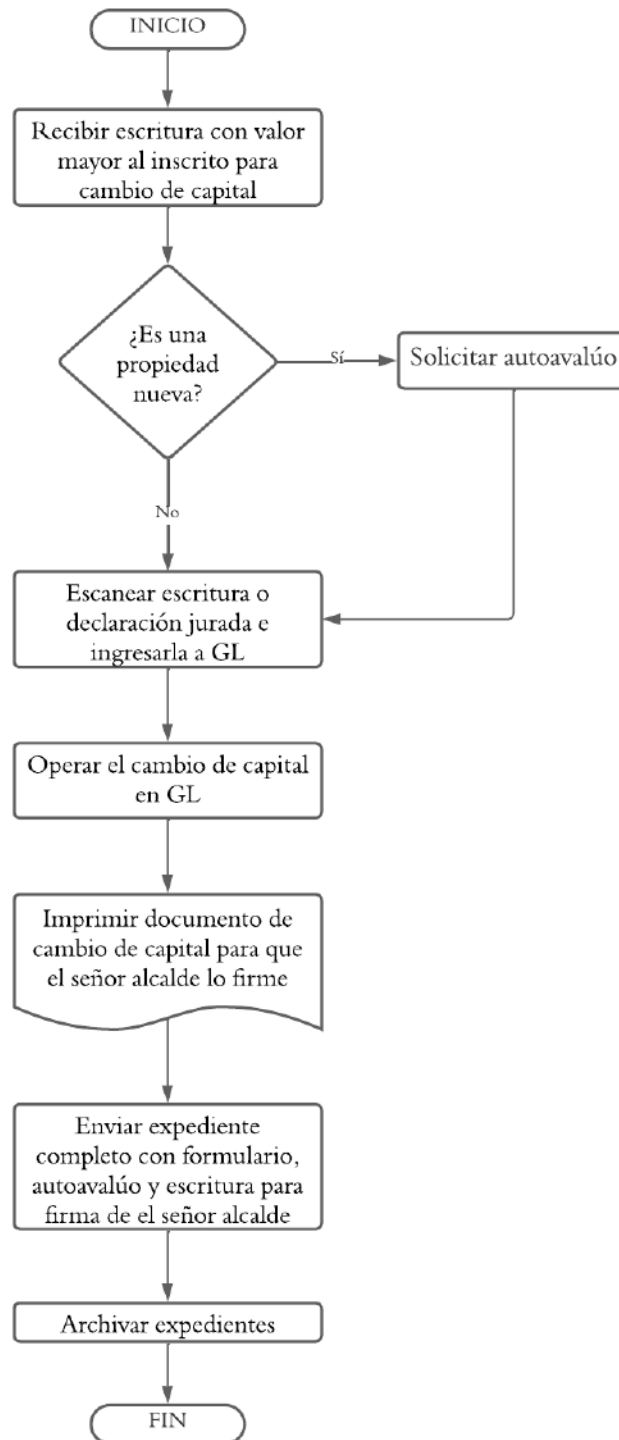 INICIO
Recibir escritura con valor
mayor al inscrito para
cambio de capital
¿Es una
propiedad
nueva?
Sí
Solicitar autoavalúo
No
Escanear escritura o
declaración jurada e
ingresarla a GL
Operar el cambio de capital
en GL
Imprimir documento de
cambio de capital para que
el señor alcalde lo firme
Enviar expediente
completo con formulario,
autoavalúo y escritura para
firma de el señor alcalde
Archivar expedientes
FIN